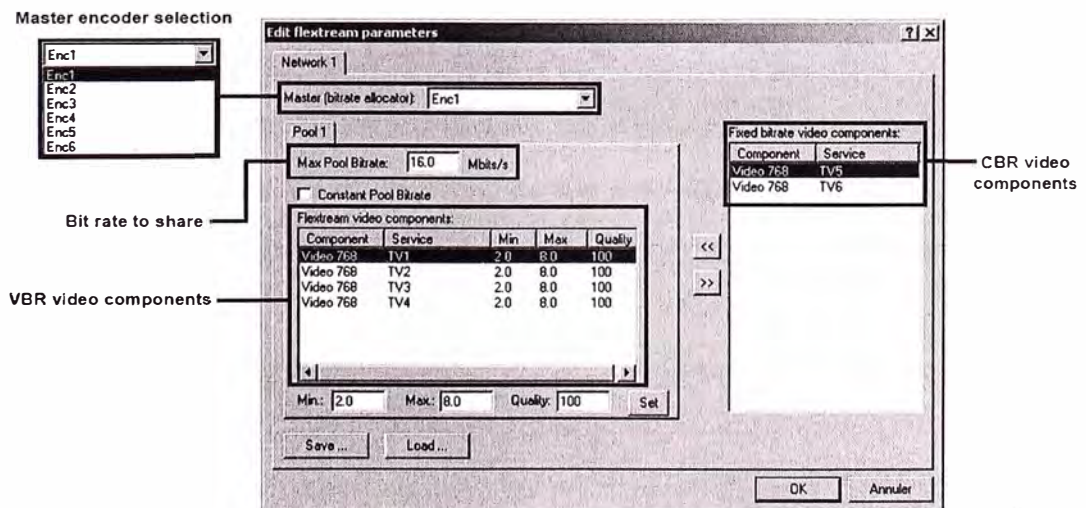 Master encoder selection
Enc1
Enc1
Enc2
Enc3
Enc4
Enc5
Enc6
Bit rate to share
VBR video components
Edit flextream parameters
Network 1
Master (bitrate allocator): Enc1
Pool 1
Max Pool Bitrate: 16.0 Mbits/s
Constant Pool Bitrate
Flextream video components:
Component Service Min Max Quality
Video 768 TV1 2.0 8.0 100
Video 768 TV2 2.0 8.0 100
Video 768 TV3 2.0 8.0 100
Video 768 TV4 2.0 8.0 100
Min.: 2.0 Max.: 8.0 Quality: 100 Set
Save ... Load ...
<<
>>
Fixed bitrate video components:
Component Service
Video 768 TV5
Video 768 TV6
CBR video
components
OK Annuler